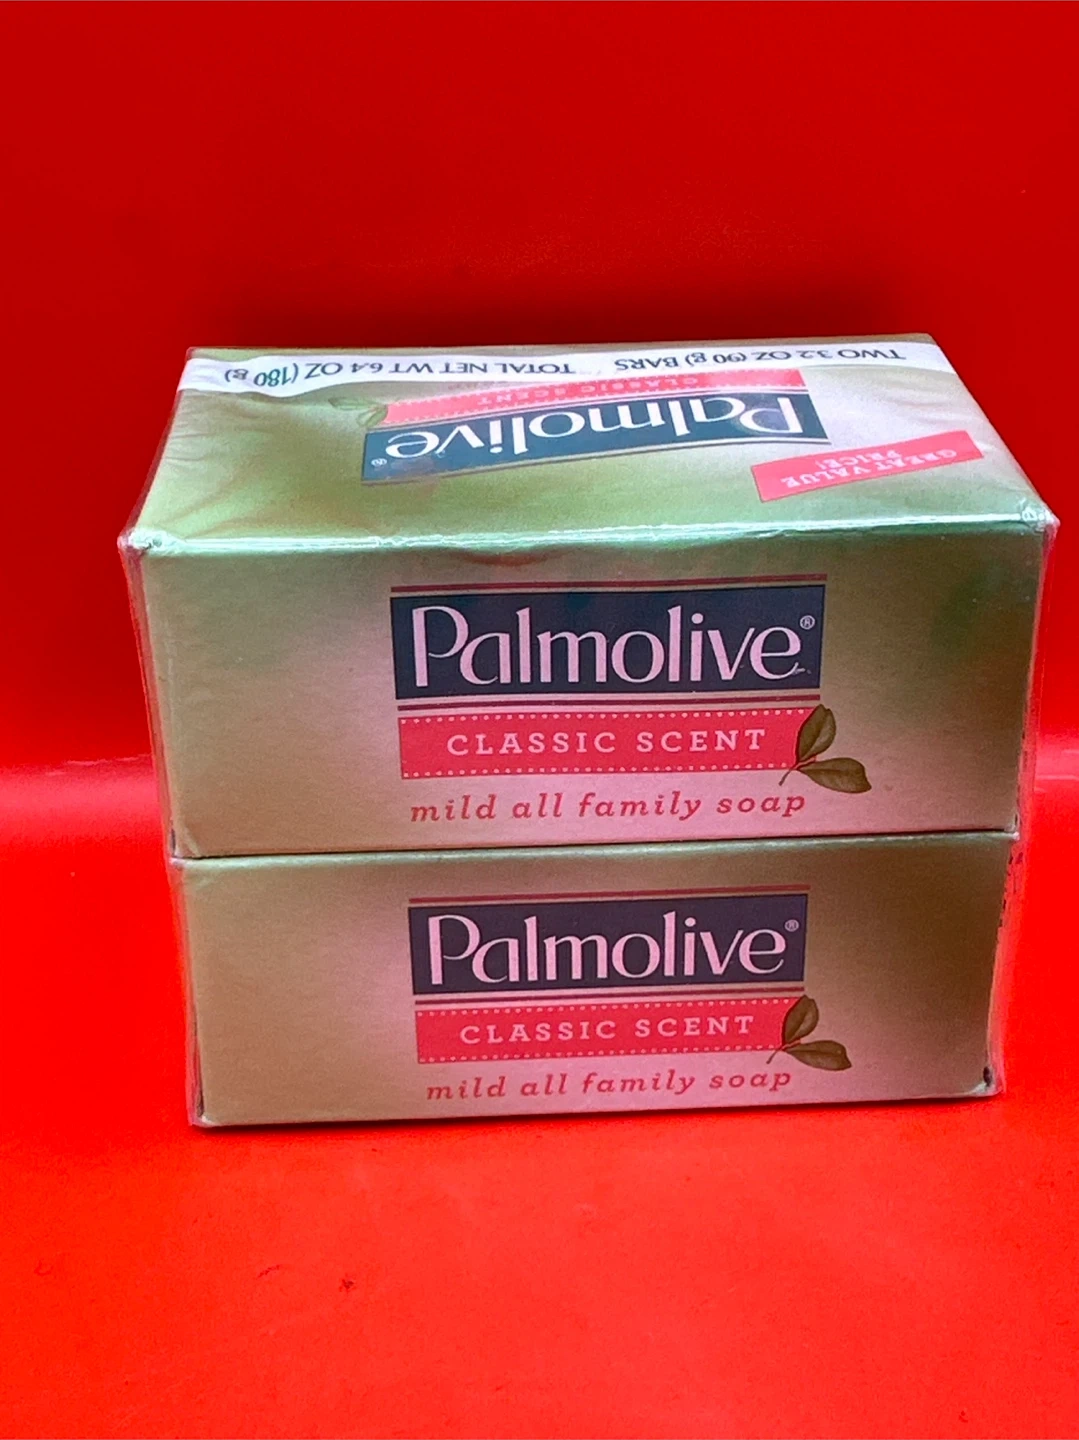 TWO 3.2 OZ (90 g) BARS TOTAL NET WT 6.4 OZ (180 g)
CLASSIC SCENT
Palmolive®
GREAT VALUE
PRICE!
Palmolive®
CLASSIC SCENT
mild all family soap
Palmolive®
CLASSIC SCENT
mild all family soap